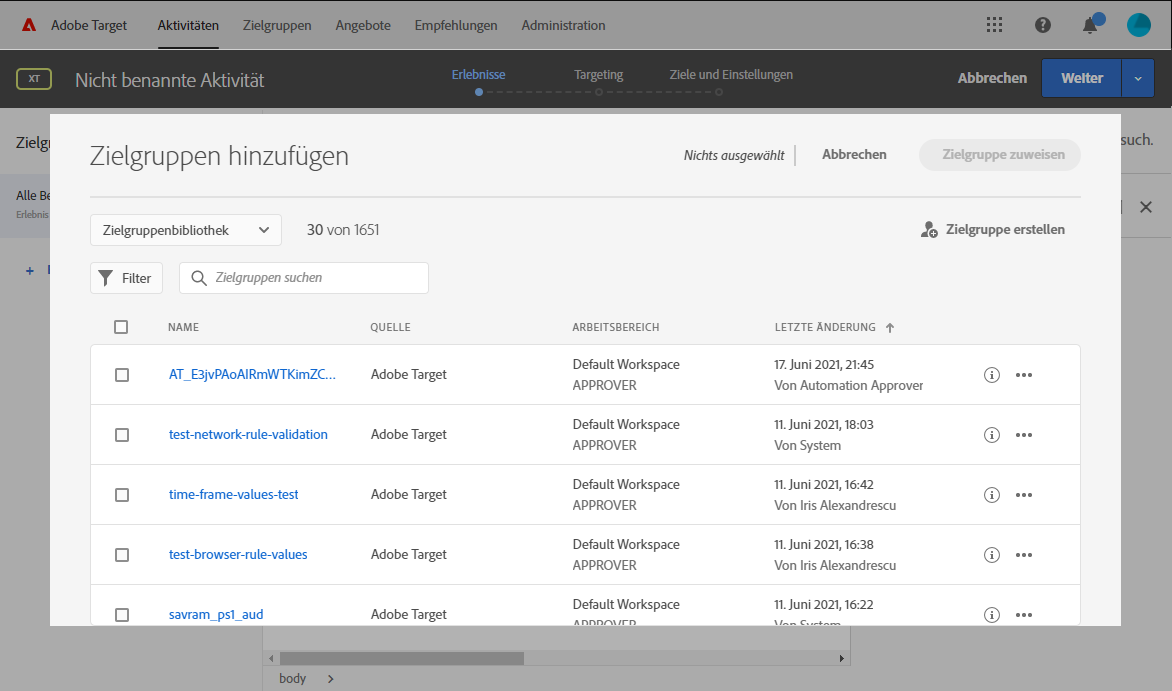 Adobe Target Aktivitäten Zielgruppen Angebote Empfehlungen Administration
XT Nicht benannte Aktivität Erlebnisse Targeting Ziele und Einstellungen Abbrechen Weiter
Zielg
such.
Zielgruppen hinzufügen Nichts ausgewählt Abbrechen Zielgruppe zuweisen
Alle Be
Erlebnis
Zielgruppenbibliothek 30 von 1651 Zielgruppe erstellen
Filter Zielgruppen suchen
NAME QUELLE ARBEITSBEREICH LETZTE ÄNDERUNG
AT_E3jvPAoAIRmWTKimZC... Adobe Target Default Workspace 17. Juni 2021, 21:45
APPROVER Von Automation Approver
test-network-rule-validation Adobe Target Default Workspace 11. Juni 2021, 18:03
APPROVER Von System
time-frame-values-test Adobe Target Default Workspace 11. Juni 2021, 16:42
APPROVER Von Iris Alexandrescu
test-browser-rule-values Adobe Target Default Workspace 11. Juni 2021, 16:38
APPROVER Von Iris Alexandrescu
savram_ps1_aud Adobe Target Default Workspace 11. Juni 2021, 16:22
APPROVER Von System
body